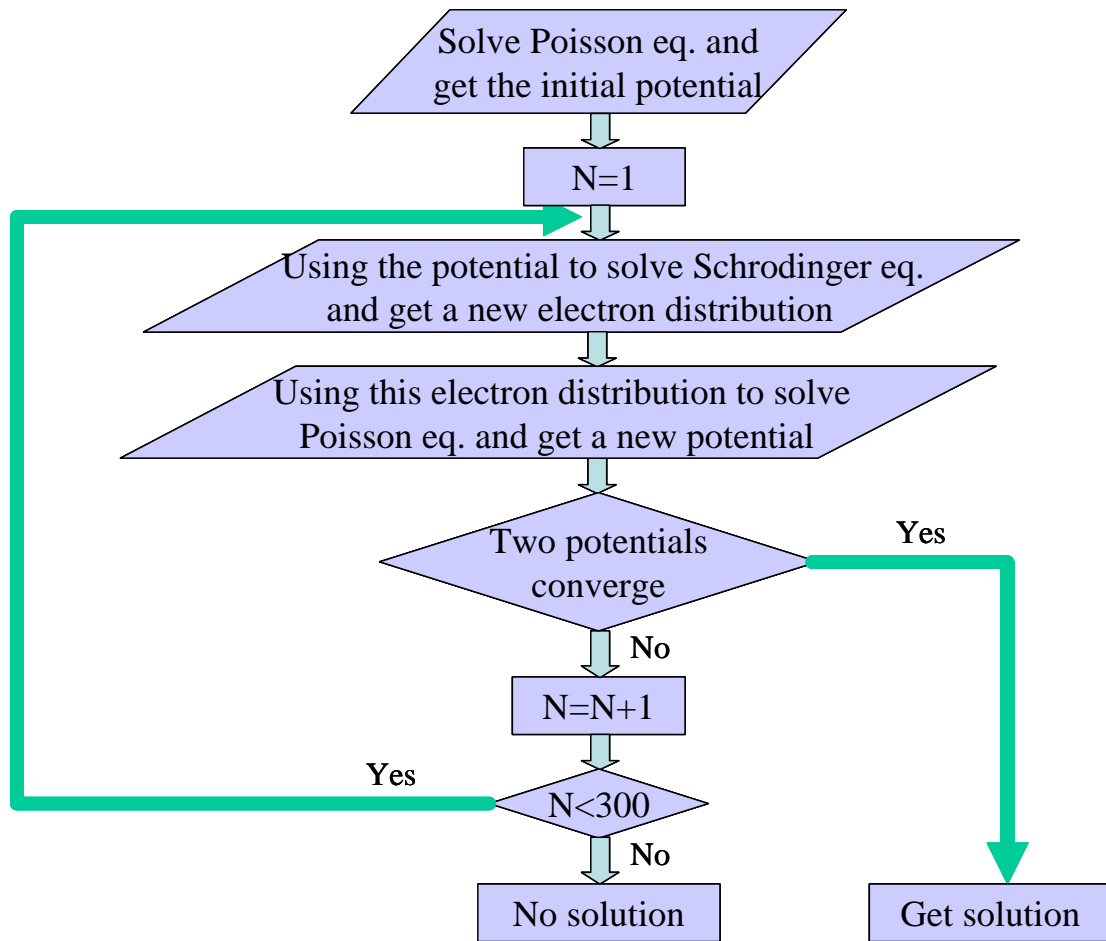 Solve Poisson eq. and
get the initial potential
N=1
Using the potential to solve Schrodinger eq.
and get a new electron distribution
Using this electron distribution to solve
Poisson eq. and get a new potential
Two potentials
converge
Yes
No
N=N+1
Yes
N<300
No
No solution
Get solution